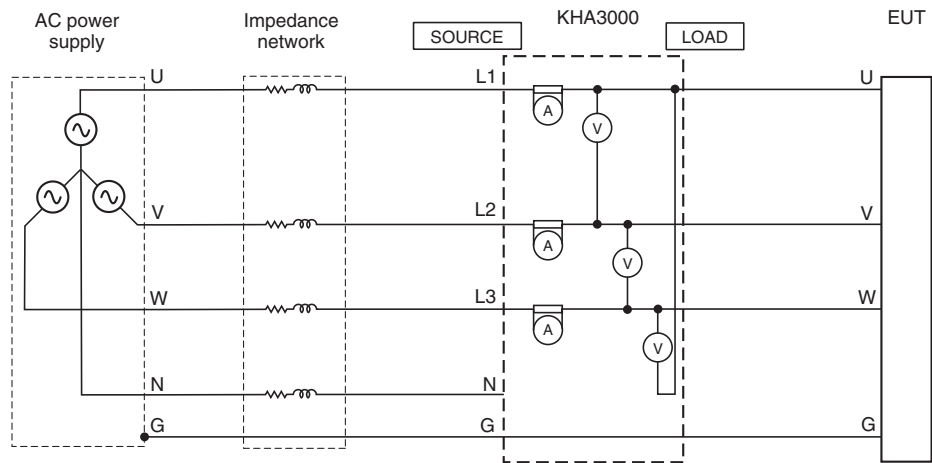 AC power supply
Impedance network
SOURCE
KHA3000
LOAD
EUT
U
L1
U
A
V
V
L2
V
A
V
W
L3
W
A
V
N
N
G
G
G